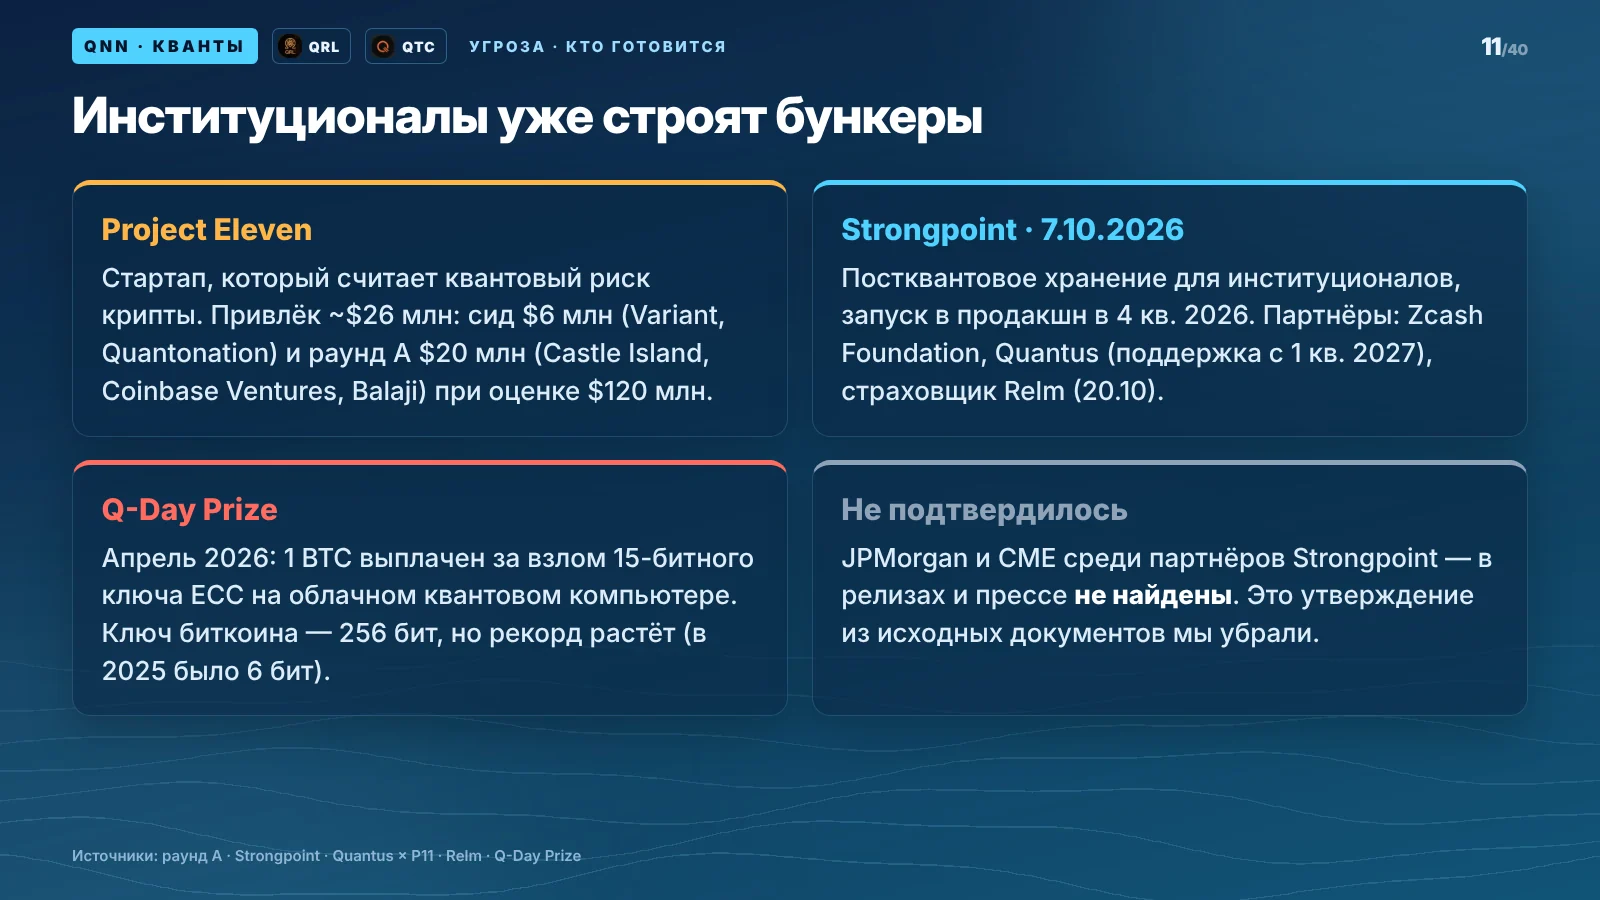 QNN · КВАНТЫ
QRL
QTC
УГРОЗА · КТО ГОТОВИТСЯ
11/40
Институционалы уже строят бункеры
Project Eleven
Стартап, который считает квантовый риск
крипты. Привлёк ~$26 млн: сид $6 млн (Variant,
Quantonation) и раунд A $20 млн (Castle Island,
Coinbase Ventures, Balaji) при оценке $120 млн.
Strongpoint · 7.10.2026
Постквантовое хранение для институционалов,
запуск в продакшн в 4 кв. 2026. Партнёры: Zcash
Foundation, Quantus (поддержка с 1 кв. 2027),
страховщик Relm (20.10).
Q-Day Prize
Апрель 2026: 1 BTC выплачен за взлом 15-битного
ключа ECC на облачном квантовом компьютере.
Ключ биткоина — 256 бит, но рекорд растёт (в
2025 было 6 бит).
Не подтвердилось
JPMorgan и CME среди партнёров Strongpoint — в
релизах и прессе не найдены. Это утверждение
из исходных документов мы убрали.
Источники: раунд A · Strongpoint · Quantus × P11 · Relm · Q-Day Prize